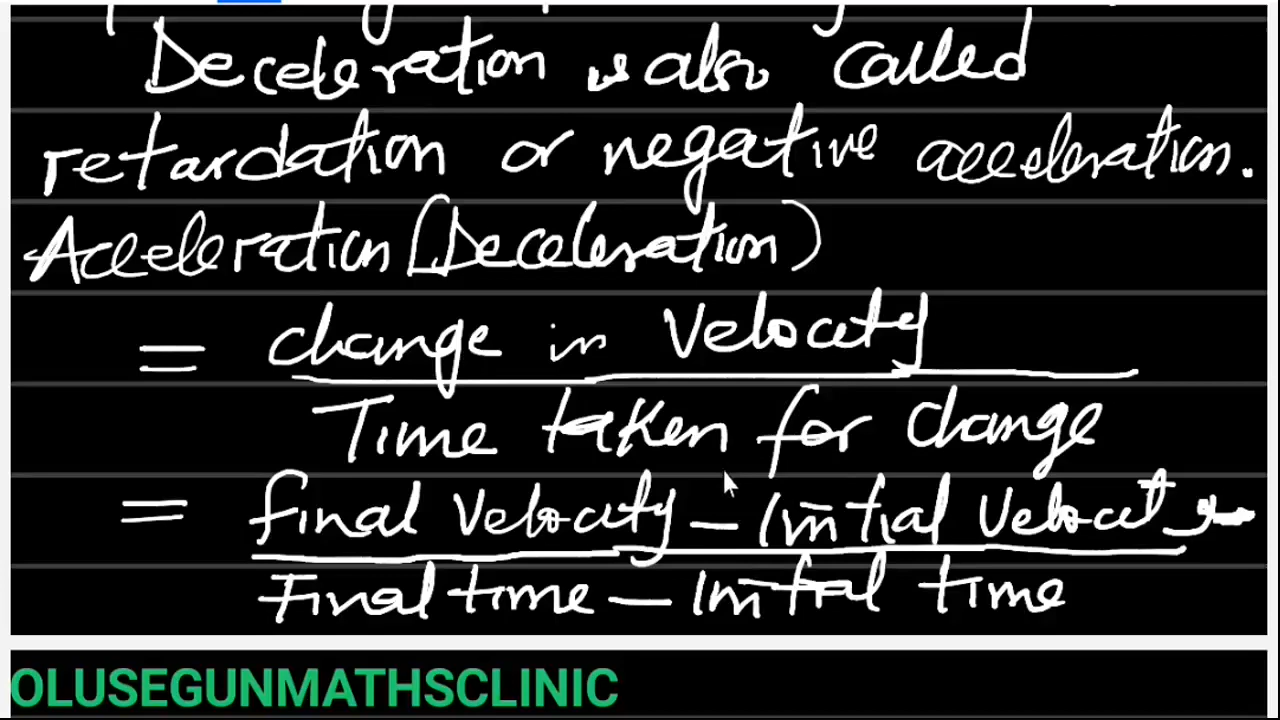 Deceleration is also called
retardation or negative acceleration.
Acceleration (Deceleration)
= change in Velocity
Time taken for change
= final Velocity - Initial Velocity
Final time - Initial time
OLUSEGUNMATHSCLINIC